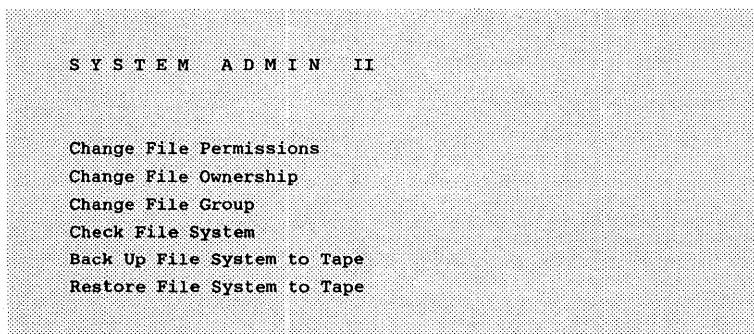 S Y S T E M   A D M I N   II
Change File Permissions
Change File Ownership
Change File Group
Check File System
Back Up File System to Tape
Restore File System to Tape